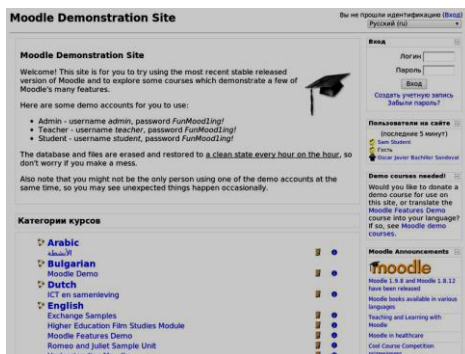 Moodle Demonstration Site
Вы не прошли идентификацию (Вход)
Русский (ru)
Moodle Demonstration Site
Welcome! This site is for you to try using the most recent stable released
version of Moodle and to explore some courses which demonstrate a few of
Moodle's many features.
Here are some demo accounts for you to use:
• Admin - username admin, password FunMood1ing!
• Teacher - username teacher, password FunMood1ing!
• Student - username student, password FunMood1ing!
The database and files are erased and restored to a clean state every hour on the hour, so
don't worry if you make a mess.
Also note that you might not be the only person using one of the demo accounts at the
same time, so you may see unexpected things happen occasionally.
Категории курсов
Arabic
الأنشطة
Bulgarian
Moodle Demo
Dutch
ICT en samenleving
English
Exchange Samples
Higher Education Film Studies Module
Moodle Features Demo
Romeo and Juliet Sample Unit
Вход
Логин
Пароль
Вход
Создать учетную запись
Забыли пароль?
Пользователи на сайте
(последние 5 минут)
Sam Student
Гость
Oscar Javier Bachiller Sandoval
Demo courses needed!
Would you like to donate a
demo course for use on
this site, or translate the
Moodle Features Demo
course into your language?
If so, see Moodle demo
courses.
Moodle Announcements
moodle
Moodle 1.9.8 and Moodle 1.8.12
have been released
Moodle books available in various
languages
Teaching and Learning with
Moodle
Moodle in healthcare
Cool Course Competition